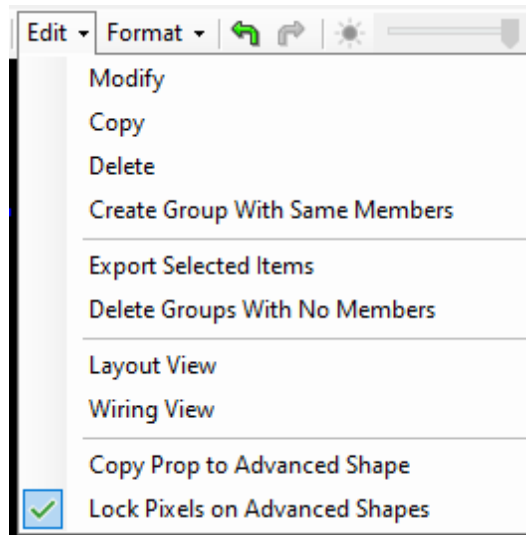 Edit Format
Modify
Copy
Delete
Create Group With Same Members
Export Selected Items
Delete Groups With No Members
Layout View
Wiring View
Copy Prop to Advanced Shape
Lock Pixels on Advanced Shapes